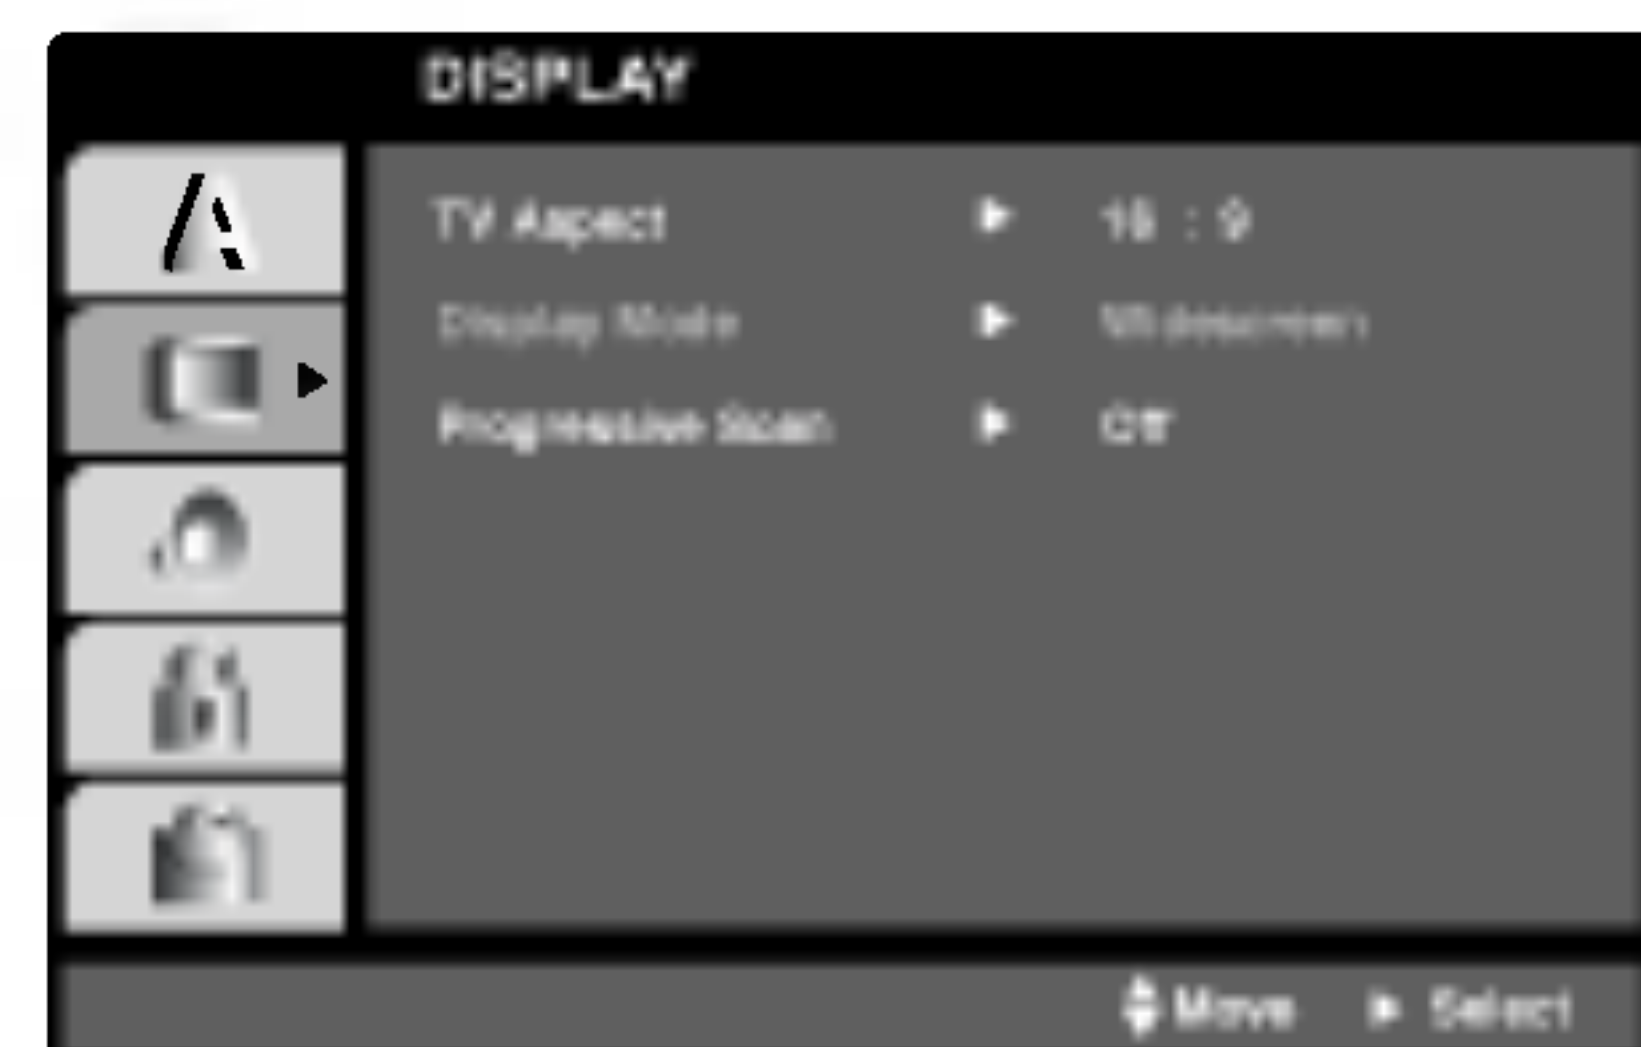 DISPLAY
TV Aspect ► 16 : 9
Display Mode ► Widescreen
Progressive Scan ► Off
Move ► Select